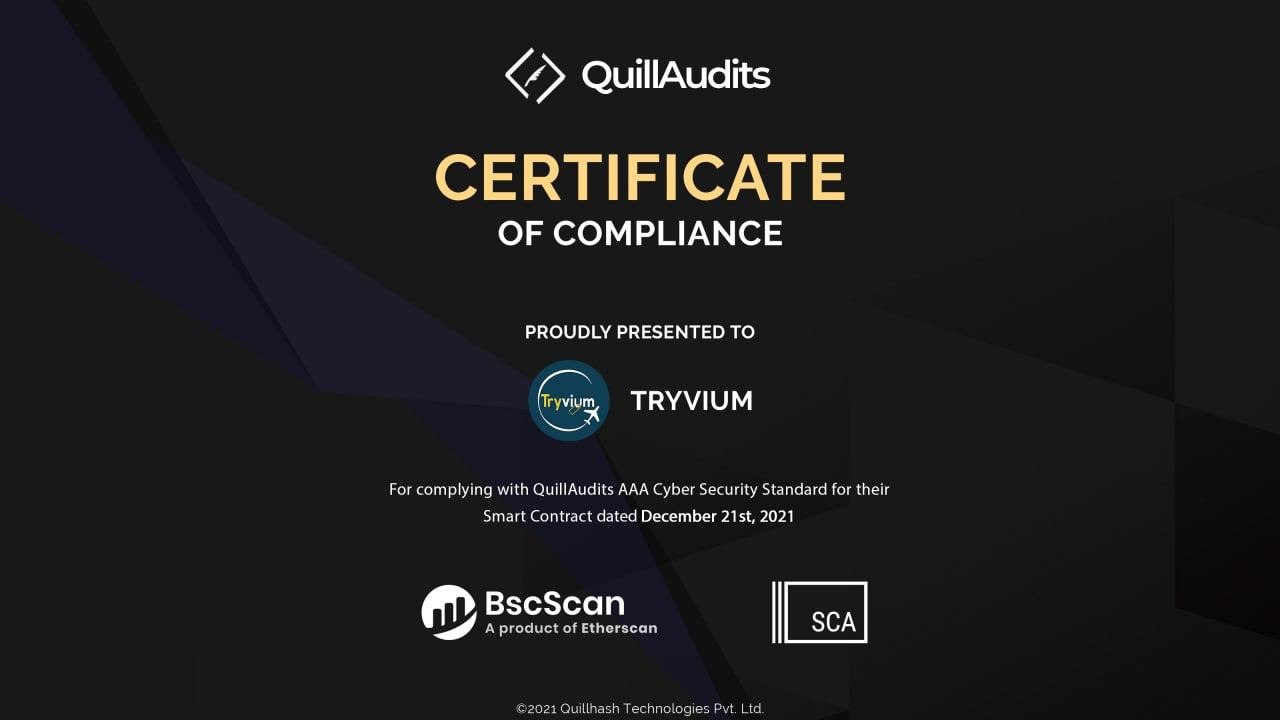 QuillAudits
CERTIFICATE
OF COMPLIANCE
PROUDLY PRESENTED TO
Tryvium
TRYVIUM
For complying with QuillAudits AAA Cyber Security Standard for their
Smart Contract dated December 21st, 2021
BscScan
A product of Etherscan
SCA
©2021 Quillhash Technologies Pvt. Ltd.